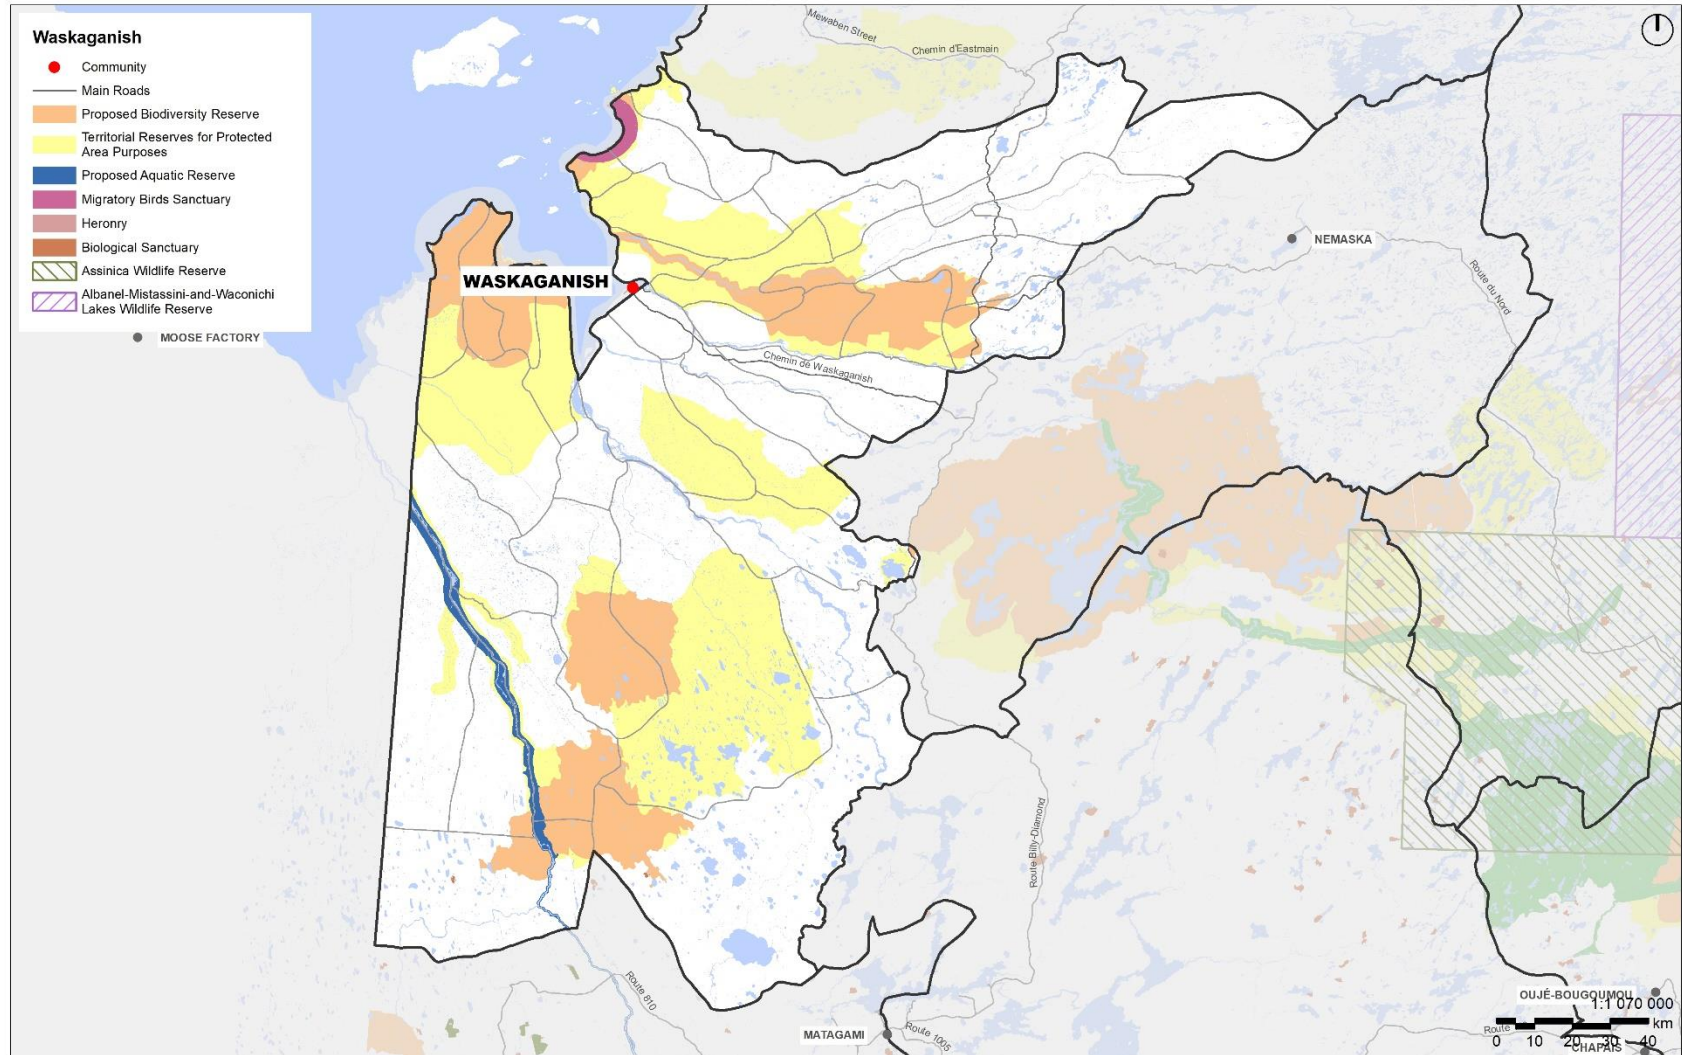 Waskaganish
Community
Main Roads
Proposed Biodiversity Reserve
Territorial Reserves for Protected
Area Purposes
Proposed Aquatic Reserve
Migratory Birds Sanctuary
Heronry
Biological Sanctuary
Assinica Wildlife Reserve
Albanel-Mistassini-and-Waconichi
Lakes Wildlife Reserve
Mewaben Street
Chemin d'Eastmain
NEMASKA
Route du Nord
WASKAGANISH
MOOSE FACTORY
Chemin de Waskaganish
Route Billy-Diamond
Route 810
MATAGAMI
Route 1005
OUJÉ-BOUGOUMOU
1:1 070 000
km
Route
0 10 20 30 40
CHAPAIS